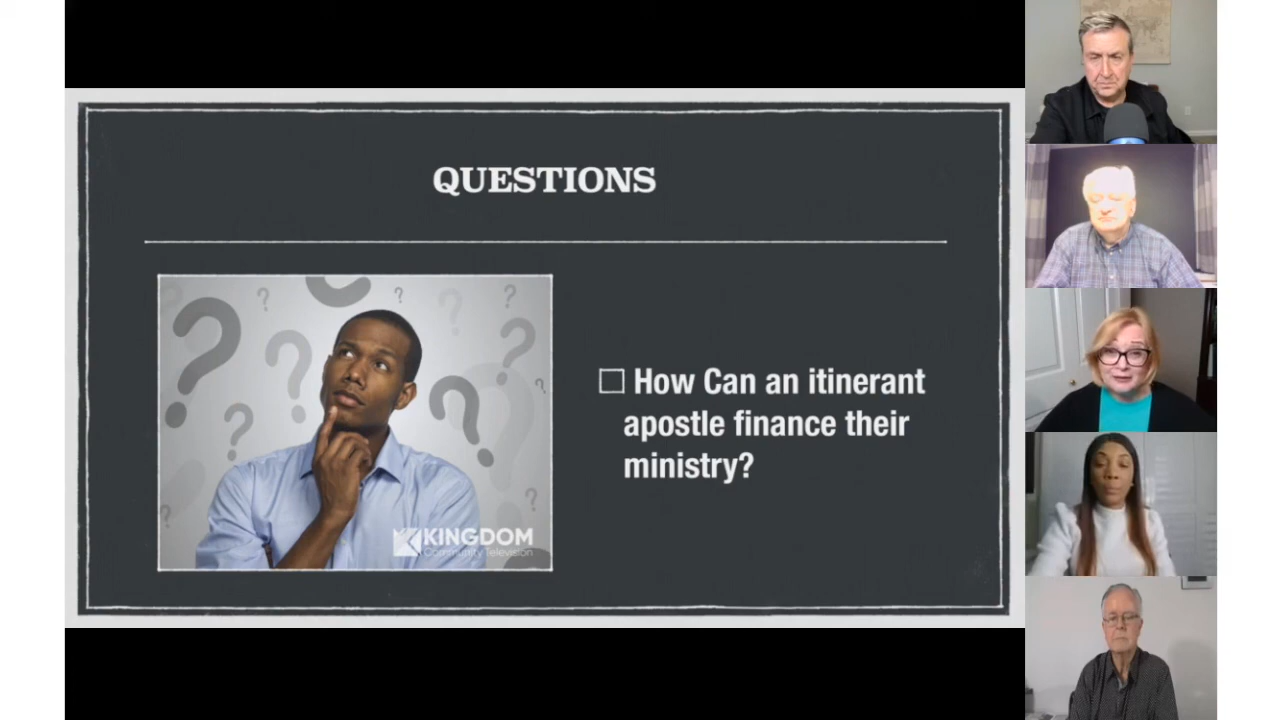 QUESTIONS
How Can an itinerant
apostle finance their
ministry?
KINGDOM
Community Television